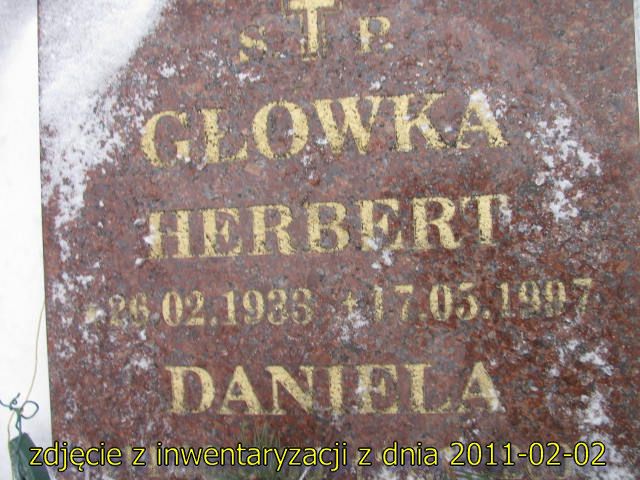 Ś. P.
GŁOWKA
HERBERT
* 26.02.1933 + 17.05.1997
DANIELA
zdjęcie z inwentaryzacji z dnia 2011-02-02